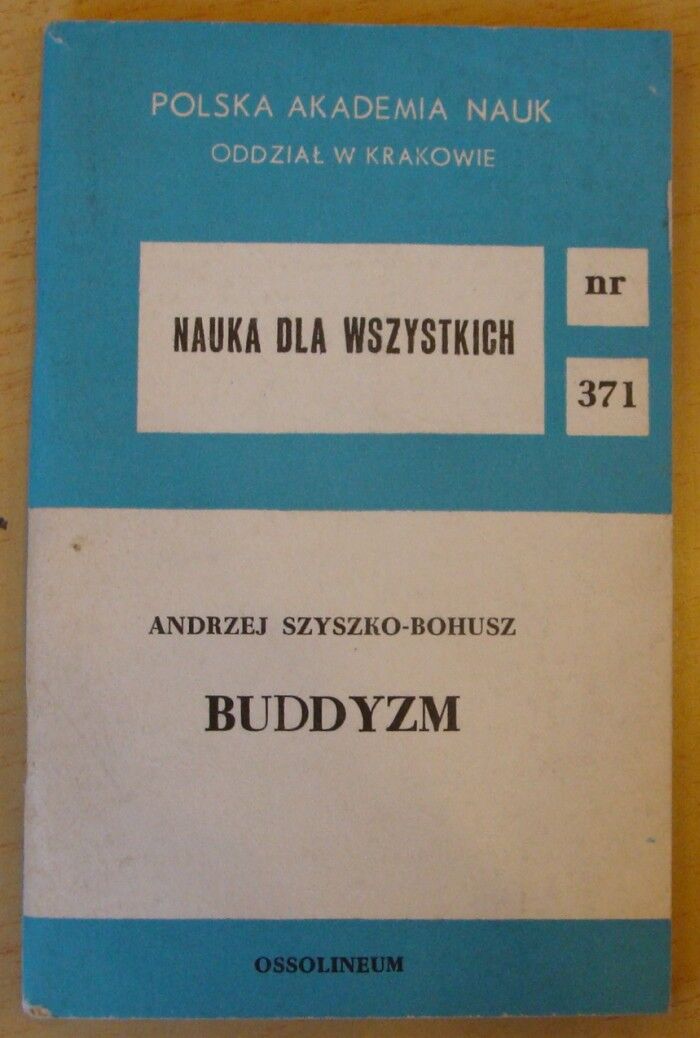 POLSKA AKADEMIA NAUK
ODDZIAŁ W KRAKOWIE
NAUKA DLA WSZYSTKICH
nr
371
ANDRZEJ SZYSZKO-BOHUSZ
BUDDYZM
OSSOLINEUM